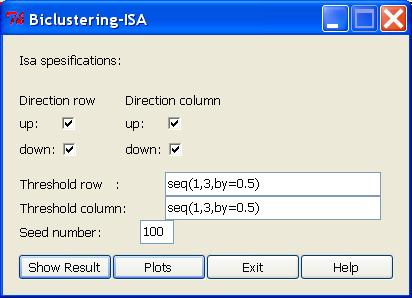 Biclustering-ISA
Isa spesifications:
Direction row Direction column
up: up:
down: down:
Threshold row : seq(1,3,by=0.5)
Threshold column: seq(1,3,by=0.5)
Seed number: 100
Show Result Plots Exit Help